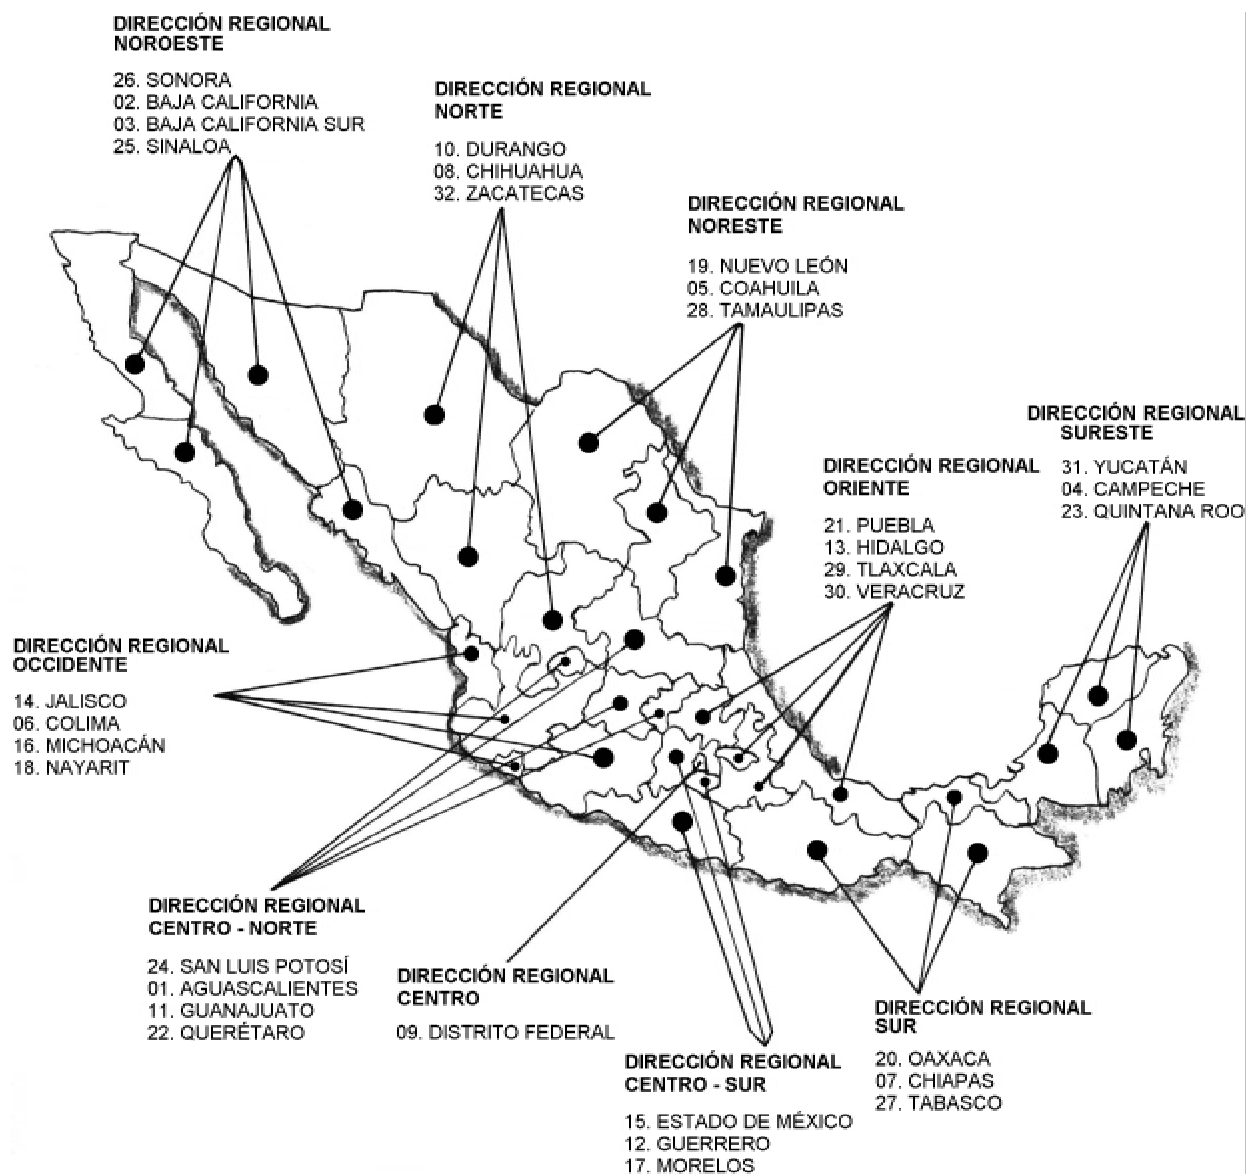 DIRECCIÓN REGIONAL
NOROESTE
26. SONORA
02. BAJA CALIFORNIA
03. BAJA CALIFORNIA SUR
25. SINALOA
DIRECCIÓN REGIONAL
NORTE
10. DURANGO
08. CHIHUAHUA
32. ZACATECAS
DIRECCIÓN REGIONAL
NORESTE
19. NUEVO LEÓN
05. COAHUILA
28. TAMAULIPAS
DIRECCIÓN REGIONAL
SURESTE
31. YUCATÁN
04. CAMPECHE
23. QUINTANA ROO
DIRECCIÓN REGIONAL
ORIENTE
21. PUEBLA
13. HIDALGO
29. TLAXCALA
30. VERACRUZ
DIRECCIÓN REGIONAL
OCCIDENTE
14. JALISCO
06. COLIMA
16. MICHOACÁN
18. NAYARIT
DIRECCIÓN REGIONAL
CENTRO - NORTE
24. SAN LUIS POTOSÍ
01. AGUASCALIENTES
11. GUANAJUATO
22. QUERÉTARO
DIRECCIÓN REGIONAL
CENTRO
09. DISTRITO FEDERAL
DIRECCIÓN REGIONAL
CENTRO - SUR
15. ESTADO DE MÉXICO
12. GUERRERO
17. MORELOS
DIRECCIÓN REGIONAL
SUR
20. OAXACA
07. CHIAPAS
27. TABASCO